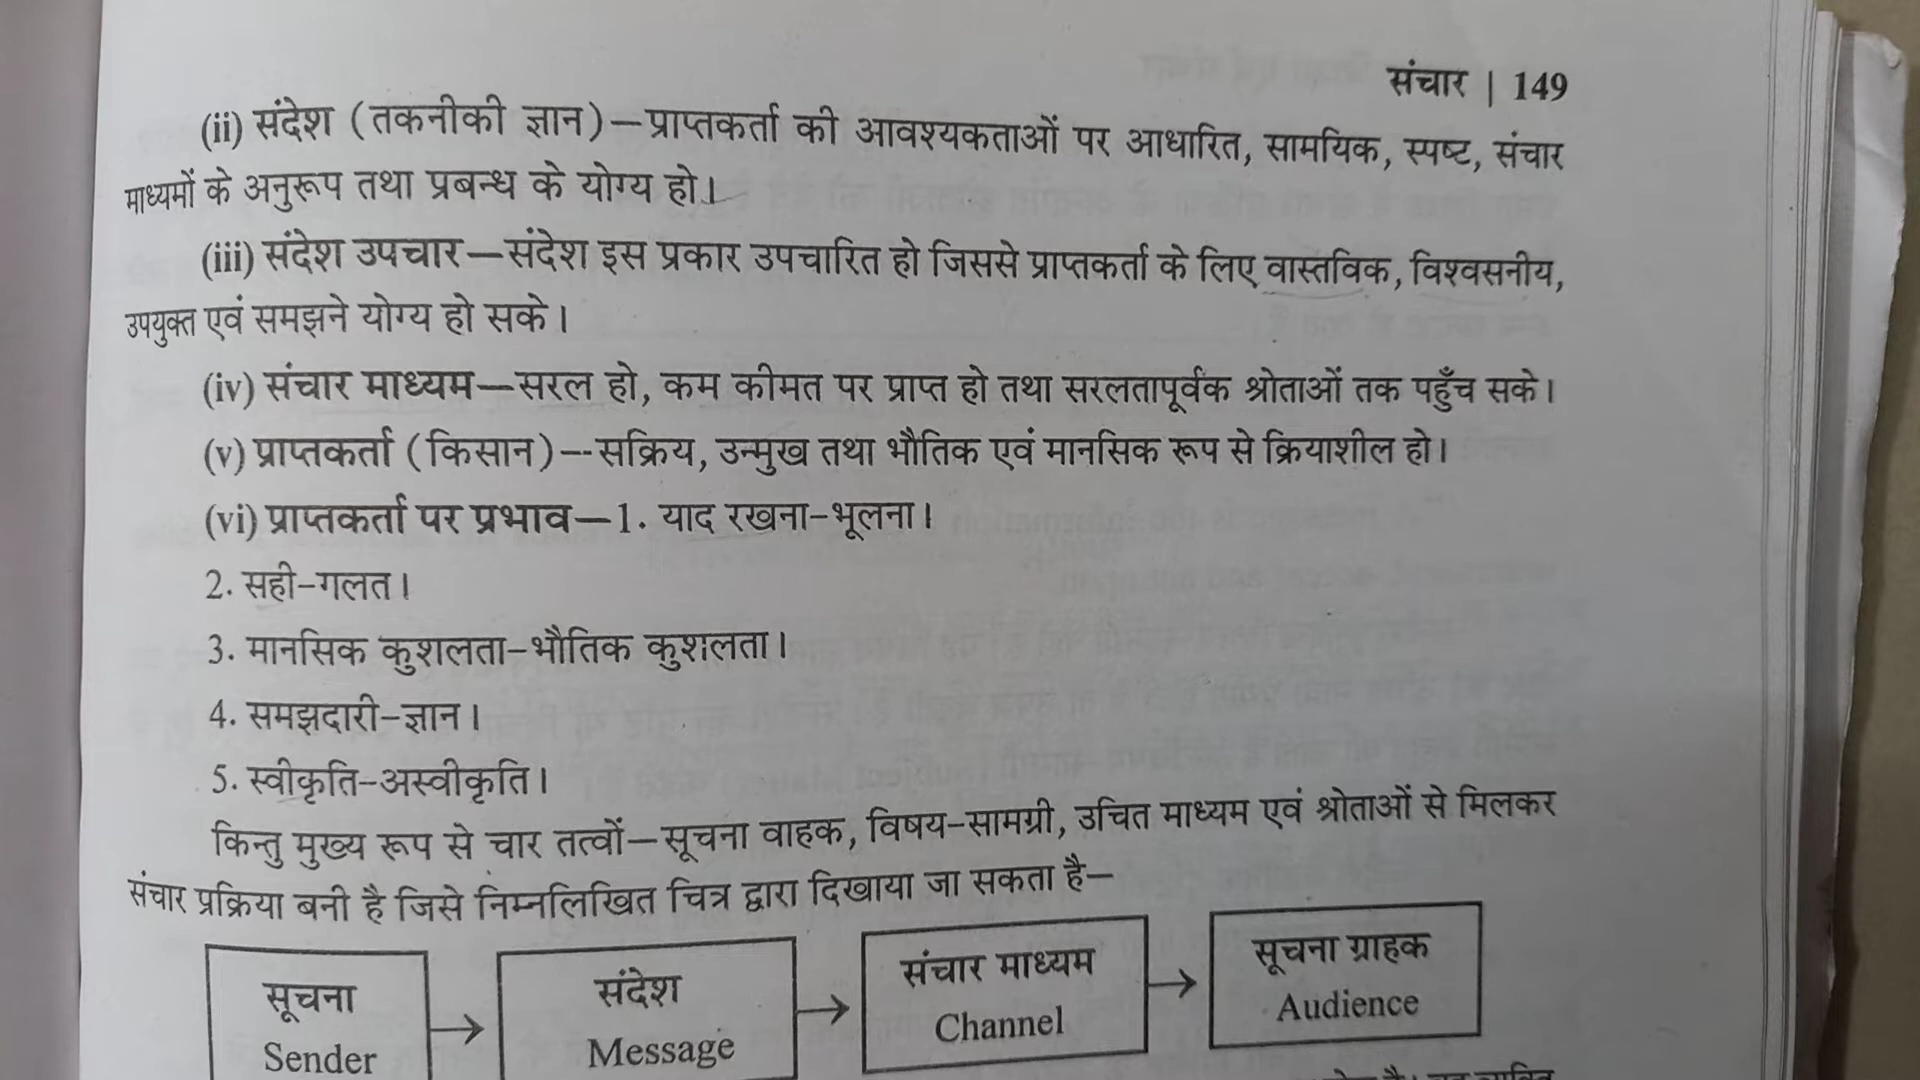 संचार | 149
(ii) संदेश (तकनीकी ज्ञान)—प्राप्तकर्ता की आवश्यकताओं पर आधारित, सामयिक, स्पष्ट, संचार
माध्यमों के अनुरूप तथा प्रबन्ध के योग्य हो।
(iii) संदेश उपचार—संदेश इस प्रकार उपचारित हो जिससे प्राप्तकर्ता के लिए वास्तविक, विश्वसनीय,
उपयुक्त एवं समझने योग्य हो सके।
(iv) संचार माध्यम—सरल हो, कम कीमत पर प्राप्त हो तथा सरलतापूर्वक श्रोताओं तक पहुँच सके।
(v) प्राप्तकर्ता (किसान)—सक्रिय, उन्मुख तथा भौतिक एवं मानसिक रूप से क्रियाशील हो।
(vi) प्राप्तकर्ता पर प्रभाव—1. याद रखना-भूलना।
2. सही-गलत।
3. मानसिक कुशलता-भौतिक कुशलता।
4. समझदारी-ज्ञान।
5. स्वीकृति-अस्वीकृति।
किन्तु मुख्य रूप से चार तत्वों—सूचना वाहक, विषय-सामग्री, उचित माध्यम एवं श्रोताओं से मिलकर
संचार प्रक्रिया बनी है जिसे निम्नलिखित चित्र द्वारा दिखाया जा सकता है—
सूचना
Sender
संदेश
Message
संचार माध्यम
Channel
सूचना ग्राहक
Audience